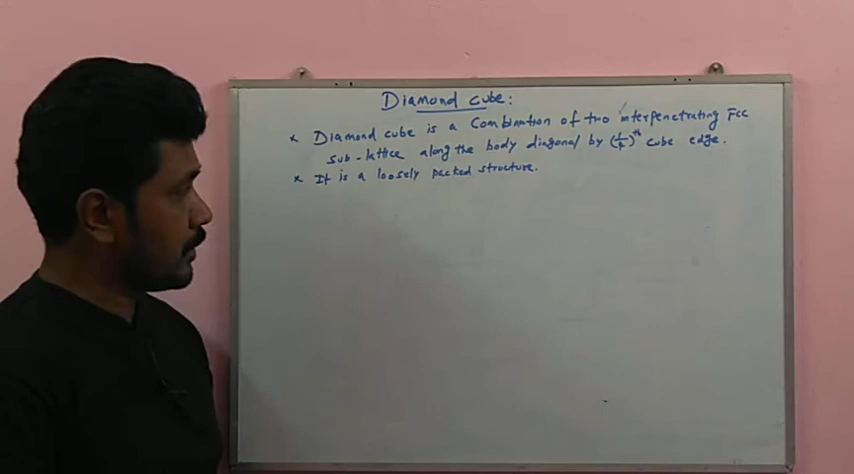 Diamond cube:
* Diamond cube is a combination of two interpenetrating Fcc
sub-lattice along the body diagonal by (1/4)th cube edge.
* It is a loosely packed structure.